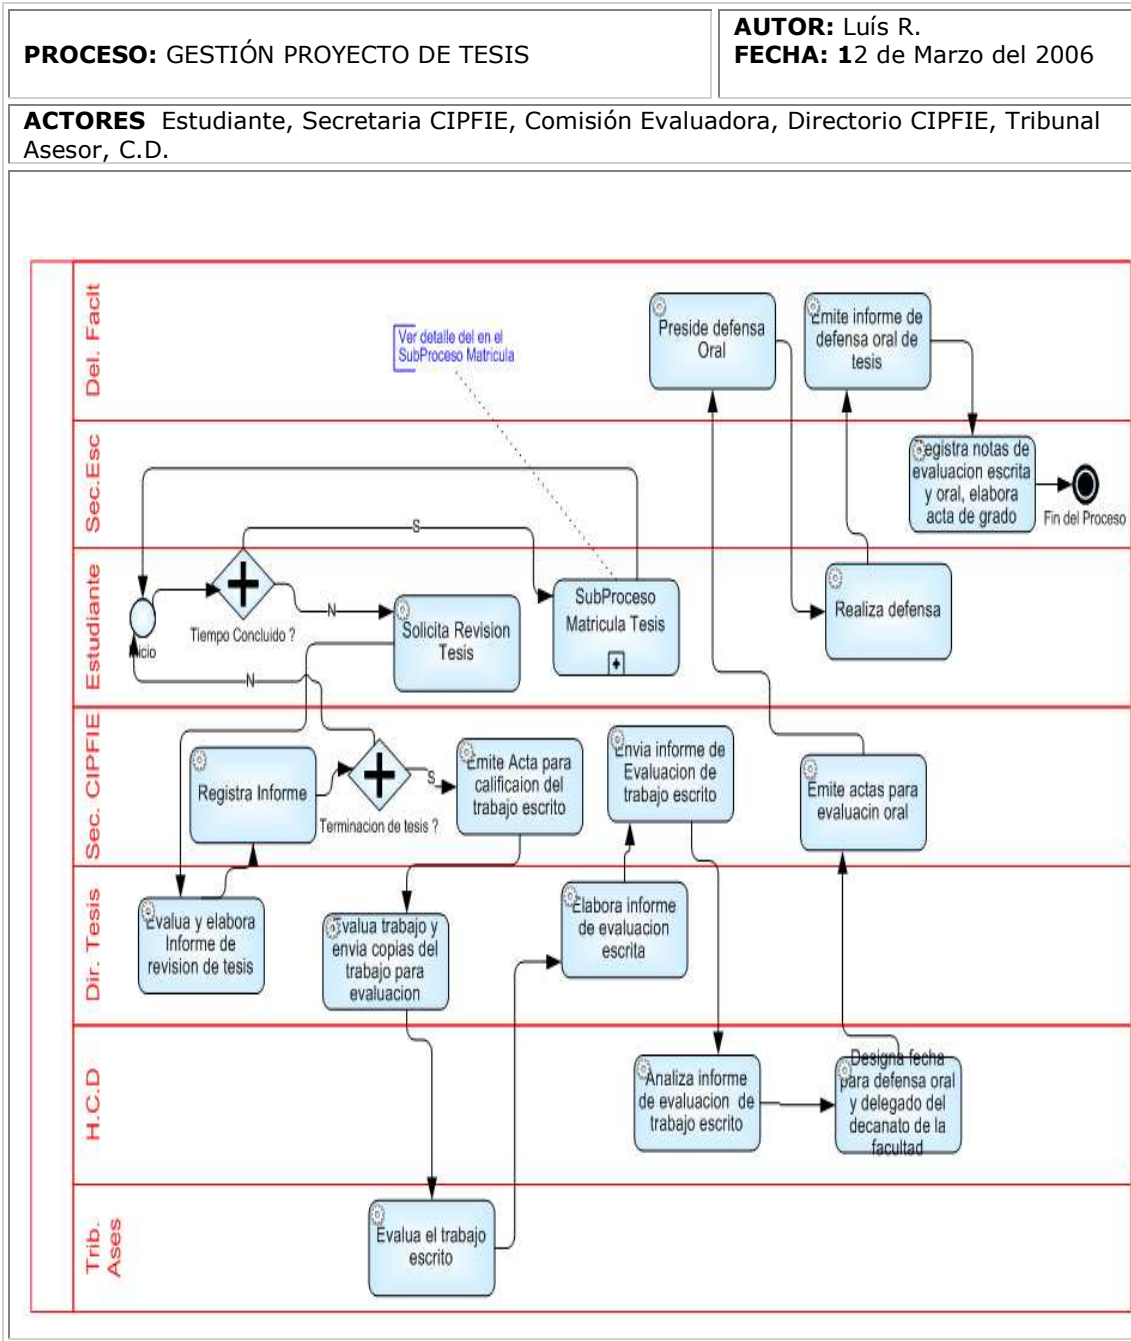 PROCESO: GESTIÓN PROYECTO DE TESIS
AUTOR: Luís R.
FECHA: 12 de Marzo del 2006
ACTORES Estudiante, Secretaria CIPFIE, Comisión Evaluadora, Directorio CIPFIE, Tribunal
Asesor, C.D.
Del. Faclt
Ver detalle del en el
SubProceso Matricula
Preside defensa
Oral
Emite informe de
defensa oral de
tesis
Sec.Esc
Registra notas de
evaluacion escrita
y oral, elabora
acta de grado
Fin del Proceso
S
Estudiante
Inicio
Tiempo Concluido ?
N
Solicita Revision
Tesis
SubProceso
Matricula Tesis
Realiza defensa
N
Sec. CIPFIE
Registra Informe
Terminacion de tesis ?
S
Emite Acta para
calificaion del
trabajo escrito
Envia informe de
Evaluacion de
trabajo escrito
Emite actas para
evaluacin oral
Dir. Tesis
Evalua y elabora
Informe de
revision de tesis
Evalua trabajo y
envia copias del
trabajo para
evaluacion
Elabora informe
de evaluacion
escrita
H.C.D
Analiza informe
de evaluacion de
trabajo escrito
Designa fecha
para defensa oral
y delegado del
decanato de la
facultad
Trib.
Ases
Evalua el trabajo
escrito